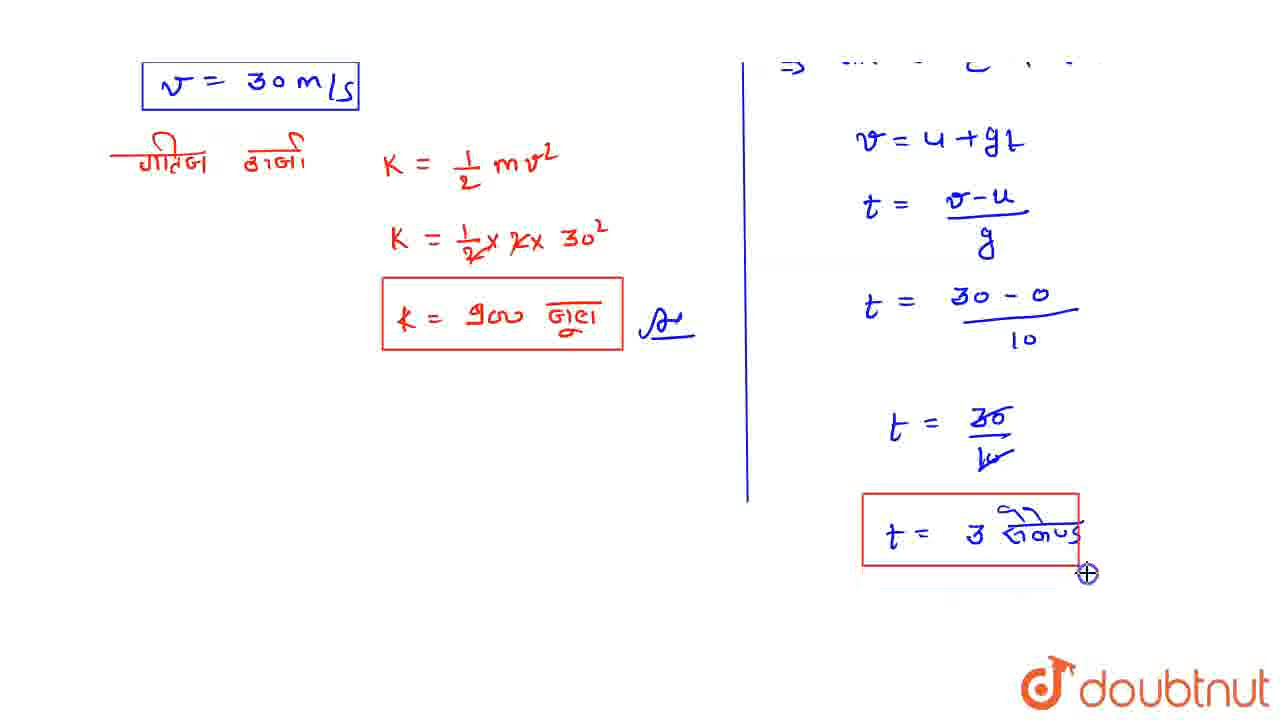 v = 30 m/s
गतिज ऊर्जा
K = 1/2 mv²
K = 1/2 × 2 × 30²
K = 900 जूल Ans
⇒
v = u + gt
t = v - u / g
t = 30 - 0 / 10
t = 30/10
t = 3 सेकण्ड
doubtnut